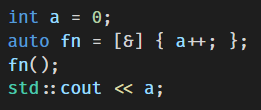 int a = 0;
auto fn = [&] { a++; };
fn();
std::cout << a;